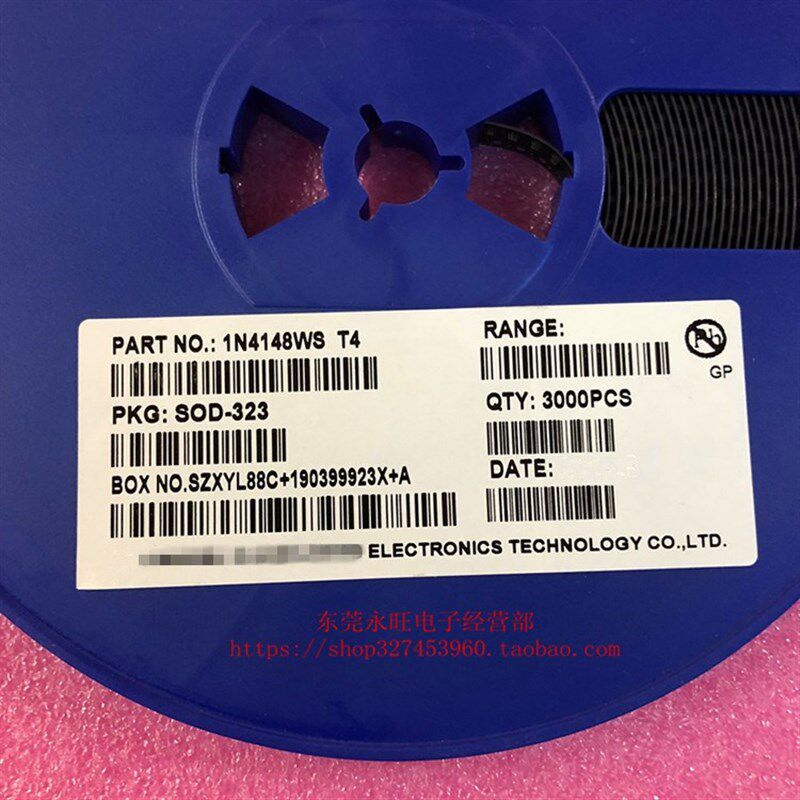 PART NO.: 1N4148WS T4
RANGE:
Pb
GP
PKG: SOD-323
QTY: 3000PCS
BOX NO.SZXYL88C+190399923X+A
DATE:
ELECTRONICS TECHNOLOGY CO.,LTD.
东莞永旺电子经营部
https://shop327453960.taobao.com